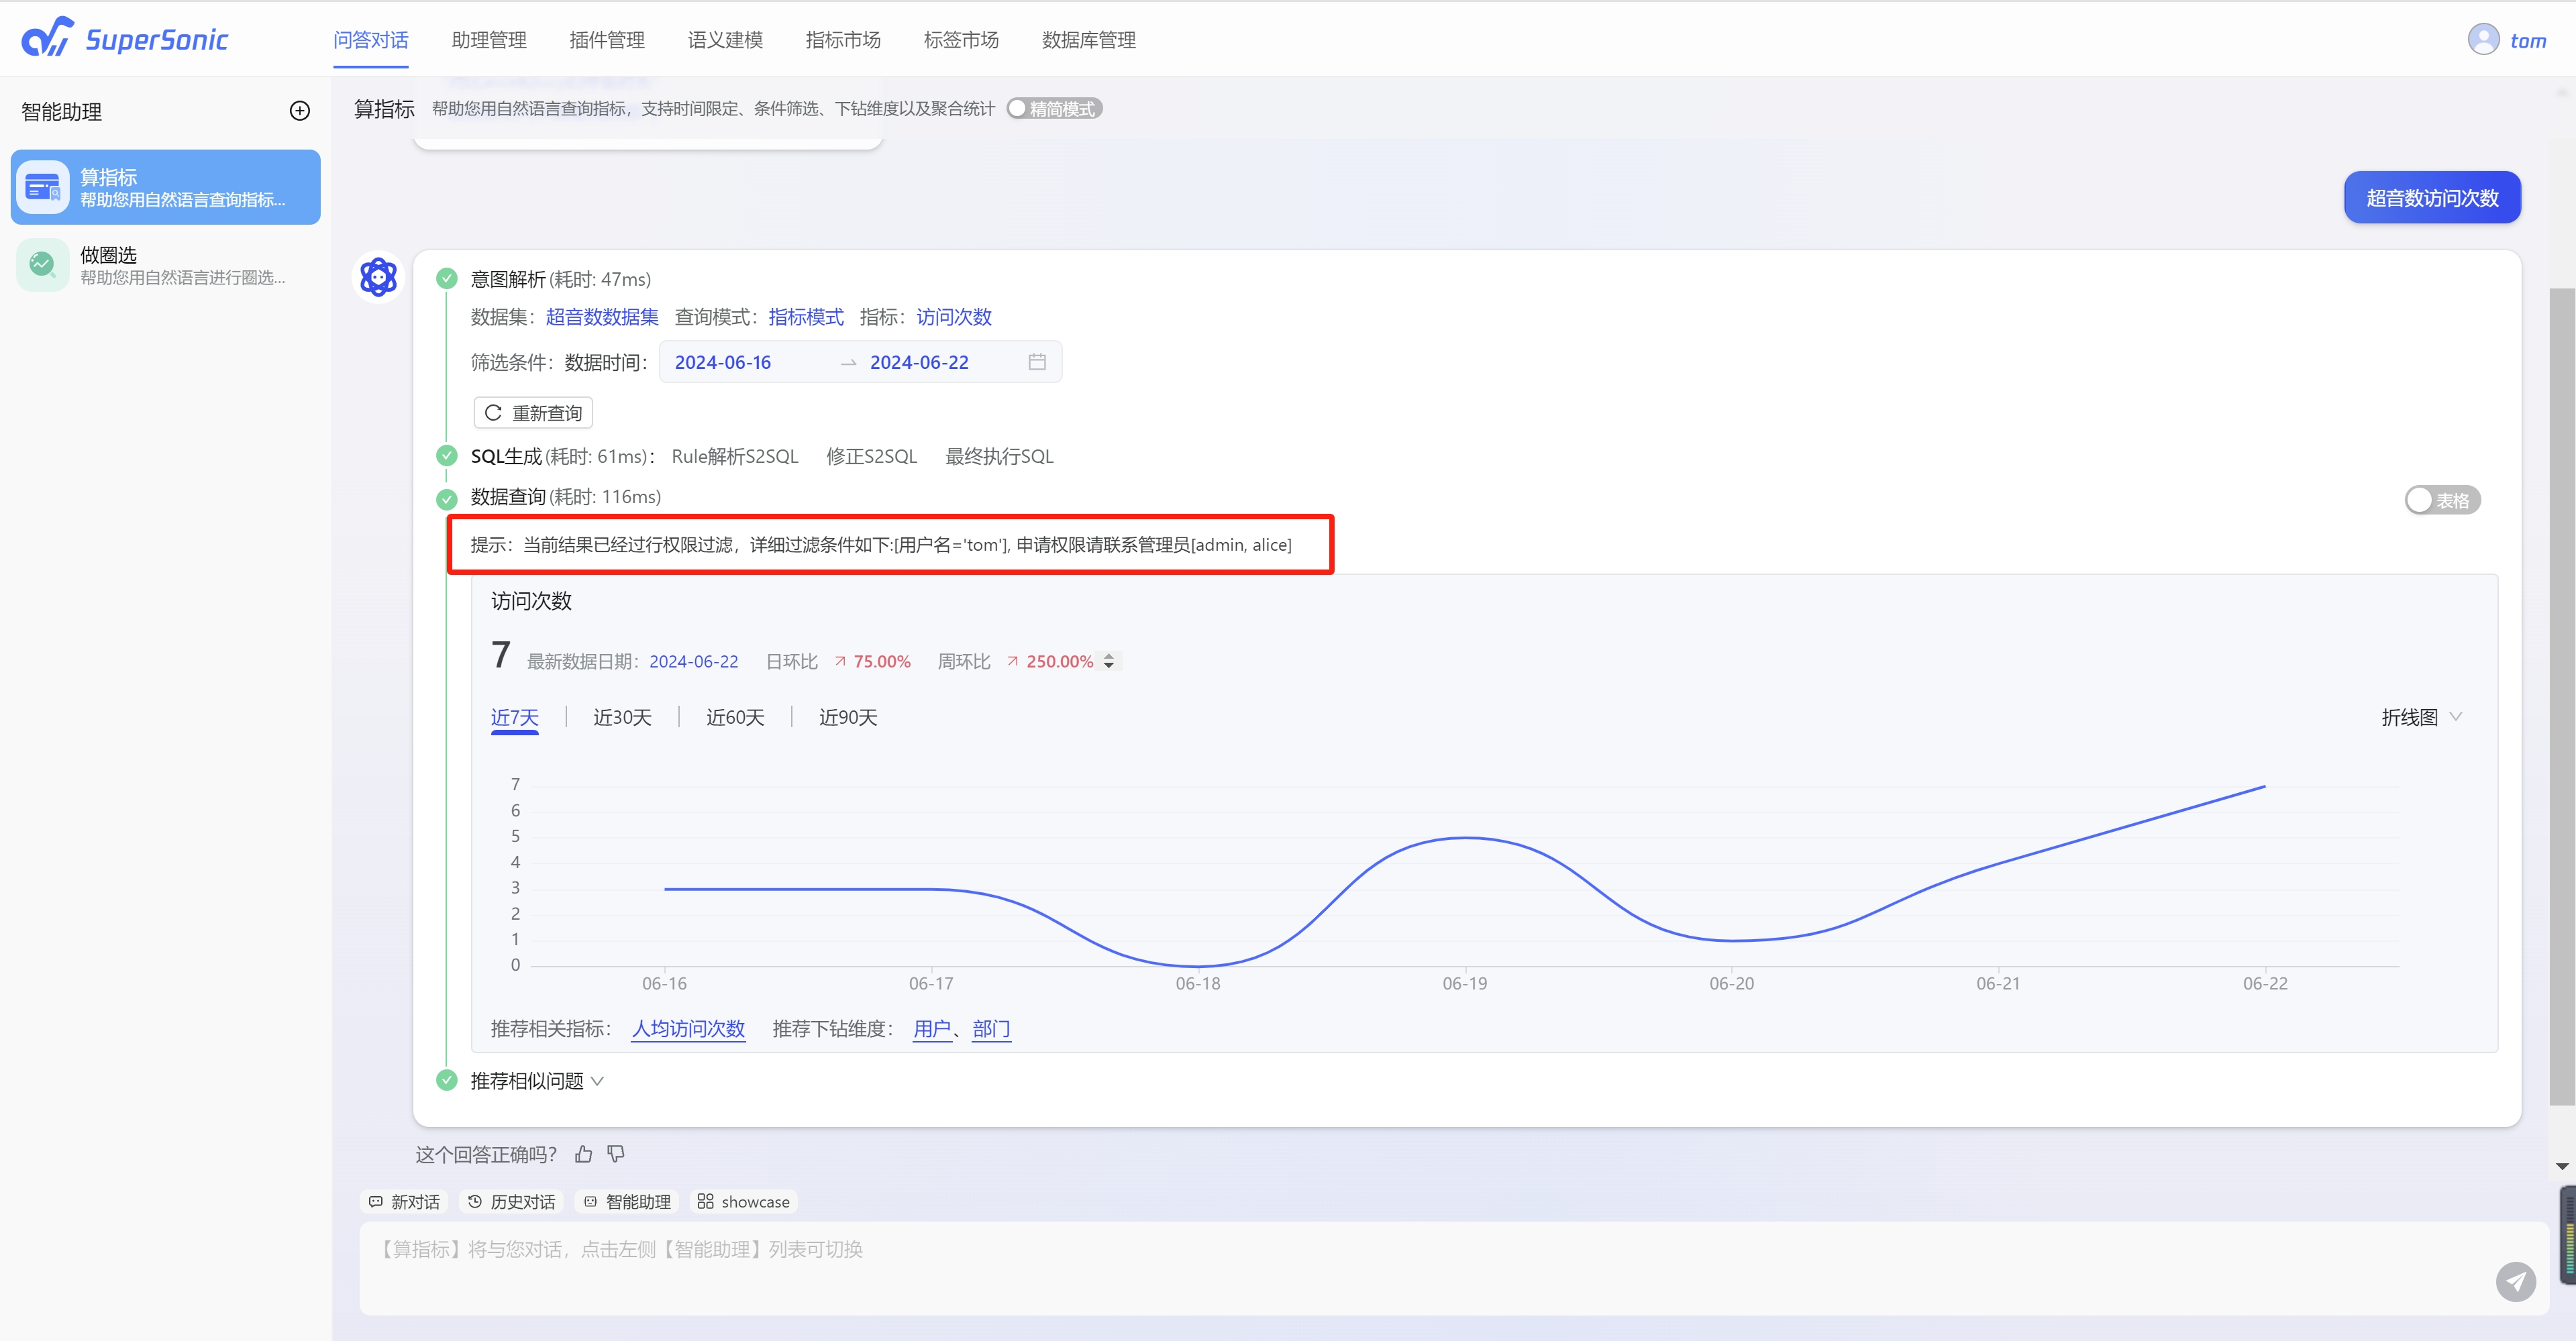 SuperSonic 问答对话 助理管理 插件管理 语义建模 指标市场 标签市场 数据库管理 tom
智能助理
算指标
帮助您用自然语言查询指标...
做圈选
帮助您用自然语言进行圈选...
算指标 帮助您用自然语言查询指标，支持时间限定、条件筛选、下钻维度以及聚合统计 精简模式
超音数访问次数
意图解析(耗时: 47ms)
数据集：超音数数据集 查询模式：指标模式 指标：访问次数
筛选条件：数据时间： 2024-06-16 2024-06-22
重新查询
SQL生成(耗时: 61ms)： Rule解析S2SQL 修正S2SQL 最终执行SQL
数据查询(耗时: 116ms)
表格
提示：当前结果已经过行权限过滤，详细过滤条件如下:[用户名='tom'], 申请权限请联系管理员[admin, alice]
访问次数
7 最新数据日期：2024-06-22 日环比 75.00% 周环比 250.00%
近7天 近30天 近60天 近90天 折线图
7
6
5
4
3
2
1
0
06-16 06-17 06-18 06-19 06-20 06-21 06-22
推荐相关指标： 人均访问次数 推荐下钻维度： 用户、部门
推荐相似问题
这个回答正确吗？
新对话 历史对话 智能助理 showcase
【算指标】将与您对话，点击左侧【智能助理】列表可切换